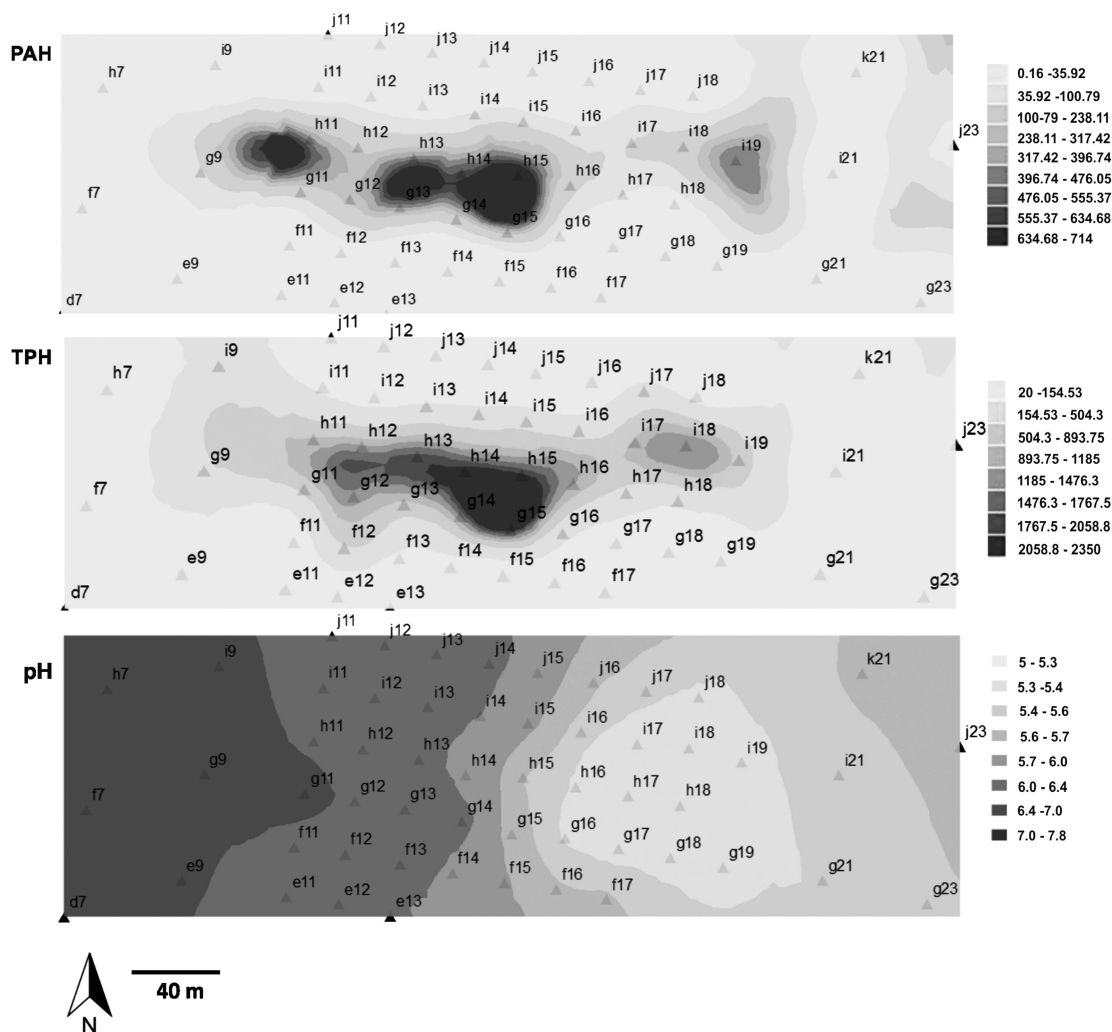 j11
j12
PAH
j13
i9
j14
j15
k21
h7
j16
j17
j18
i11
i12
i13
i14
i15
i16
j23
h11
h12
h13
i17
i18
i19
g9
h14
h15
i21
g11
g12
g13
h16
h17
h18
f7
g14
g15
g16
f11
f12
f13
f14
g17
g18
g19
e9
f15
f16
f17
g21
d7
e11
e12
e13
g23
0.16 -35.92
35.92 -100.79
100-79 - 238.11
238.11 - 317.42
317.42 - 396.74
396.74 - 476.05
476.05 - 555.37
555.37 - 634.68
634.68 - 714
j11
j12
TPH
j13
i9
j14
j15
k21
h7
j16
j17
j18
i11
i12
i13
i14
i15
i16
j23
h11
h12
h13
i17
i18
i19
g9
h14
h15
i21
g11
g12
g13
h16
h17
h18
f7
g14
g15
g16
f11
f12
f13
f14
g17
g18
g19
e9
f15
f16
f17
g21
d7
e11
e12
e13
g23
20 -154.53
154.53 - 504.3
504.3 - 893.75
893.75 - 1185
1185 - 1476.3
1476.3 - 1767.5
1767.5 - 2058.8
2058.8 - 2350
j11
j12
pH
j13
i9
j14
j15
k21
h7
j16
j17
j18
i11
i12
i13
i14
i15
i16
j23
h11
h12
h13
i17
i18
i19
g9
h14
h15
i21
g11
g12
g13
h16
h17
h18
f7
g14
g15
g16
f11
f12
f13
f14
g17
g18
g19
e9
f15
f16
f17
g21
d7
e11
e12
e13
g23
5 - 5.3
5.3 -5.4
5.4 - 5.6
5.6 - 5.7
5.7 - 6.0
6.0 - 6.4
6.4 -7.0
7.0 - 7.8
40 m
N